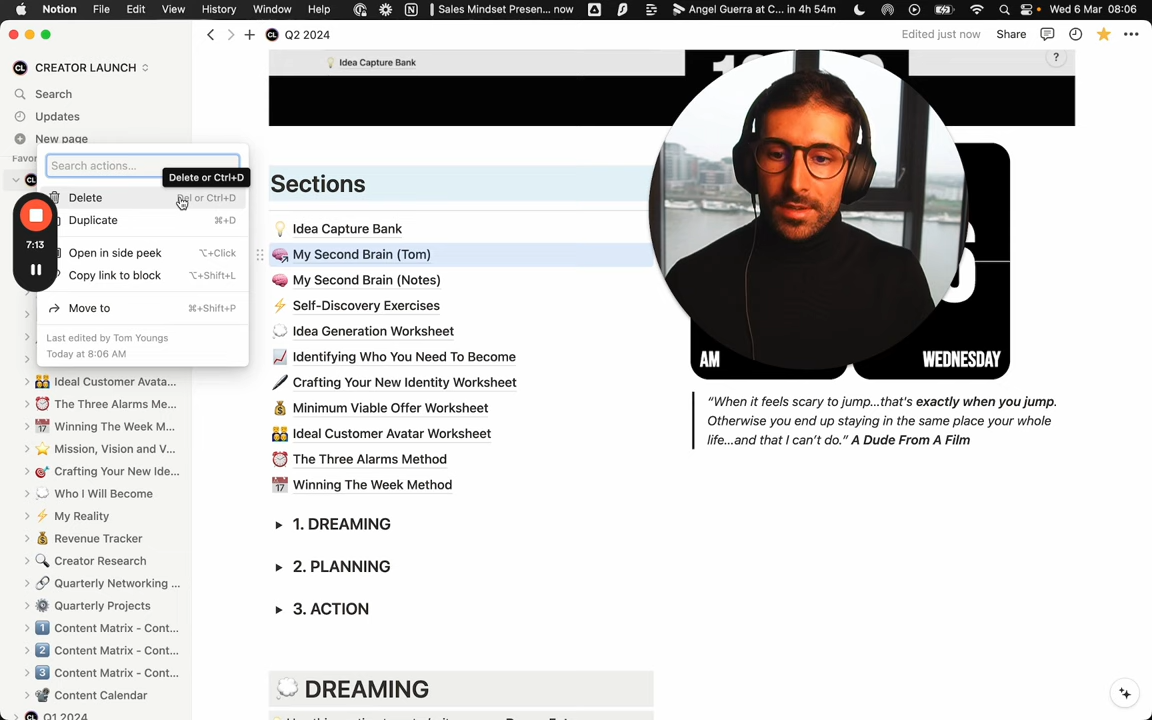 Notion File Edit View History Window Help Sales Mindset Presen... now Angel Guerra at C... in 4h 54m Wed 6 Mar 08:06
CL Q2 2024 Edited just now Share
CL CREATOR LAUNCH
Search
Updates
New page
Search actions...
Delete or Ctrl+D
Delete
Duplicate ⌘+D
Open in side peek ⌥+Click
Copy link to block ⌥+Shift+L
Move to ⌘+Shift+P
Last edited by Tom Youngs
Today at 8:06 AM
7:13
Ideal Customer Avata...
The Three Alarms Me...
Winning The Week M...
Mission, Vision and V...
Crafting Your New Ide...
Who I Will Become
My Reality
Revenue Tracker
Creator Research
Quarterly Networking ...
Quarterly Projects
1 Content Matrix - Cont...
2 Content Matrix - Cont...
3 Content Matrix - Cont...
Content Calendar
Q1 2024
Idea Capture Bank
?
Sections
Idea Capture Bank
My Second Brain (Tom)
My Second Brain (Notes)
Self-Discovery Exercises
Idea Generation Worksheet
Identifying Who You Need To Become
Crafting Your New Identity Worksheet
Minimum Viable Offer Worksheet
Ideal Customer Avatar Worksheet
The Three Alarms Method
Winning The Week Method
1. DREAMING
2. PLANNING
3. ACTION
DREAMING
AM WEDNESDAY
“When it feels scary to jump...that's exactly when you jump.
Otherwise you end up staying in the same place your whole
life...and that I can’t do.” A Dude From A Film